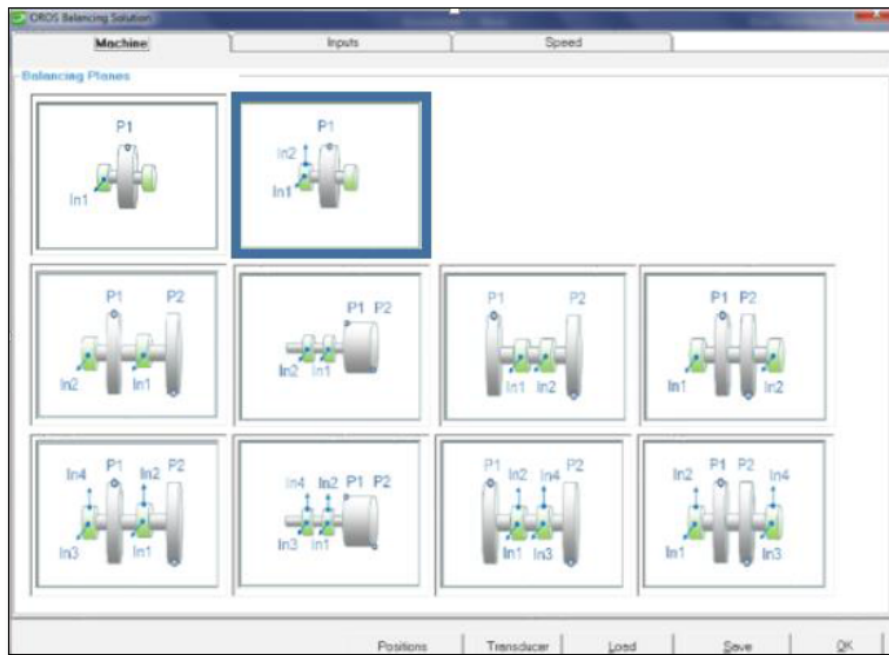 OROS Balancing Solution
Machine Inputs Speed
Balancing Planes
P1
In1
P1
In2
In1
P1 P2
In2 In1
P1 P2
In2 In1
P1 P2
In1 In2
P1 P2
In1 In2
In4 P1 In2 P2
In3 In1
In4 In2 P1 P2
In3 In1
P1 In2 In4 P2
In1 In3
In2 P1 P2 In4
In1 In3
Positions Transducer Load Save OK